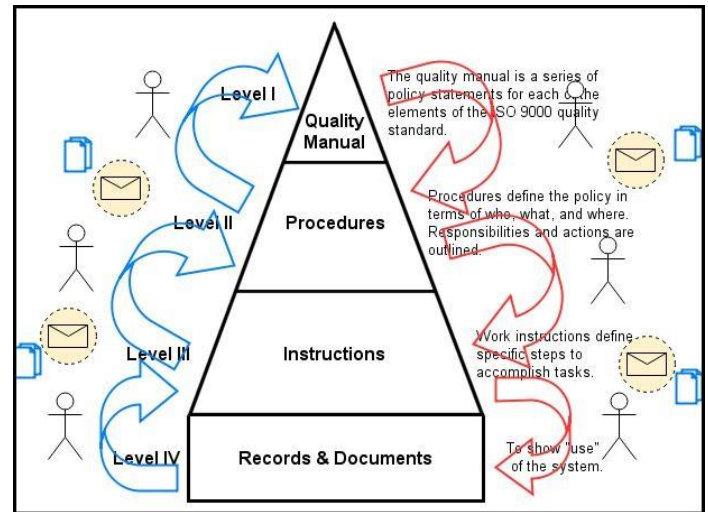 Level I
Quality
Manual
The quality manual is a series of
policy statements for each of the
elements of the ISO 9000 quality
standard.
Level II
Procedures
Procedures define the policy in
terms of who, what, and where.
Responsibilities and actions are
outlined.
Level III
Instructions
Work instructions define
specific steps to
accomplish tasks.
Level IV
Records & Documents
To show "use"
of the system.